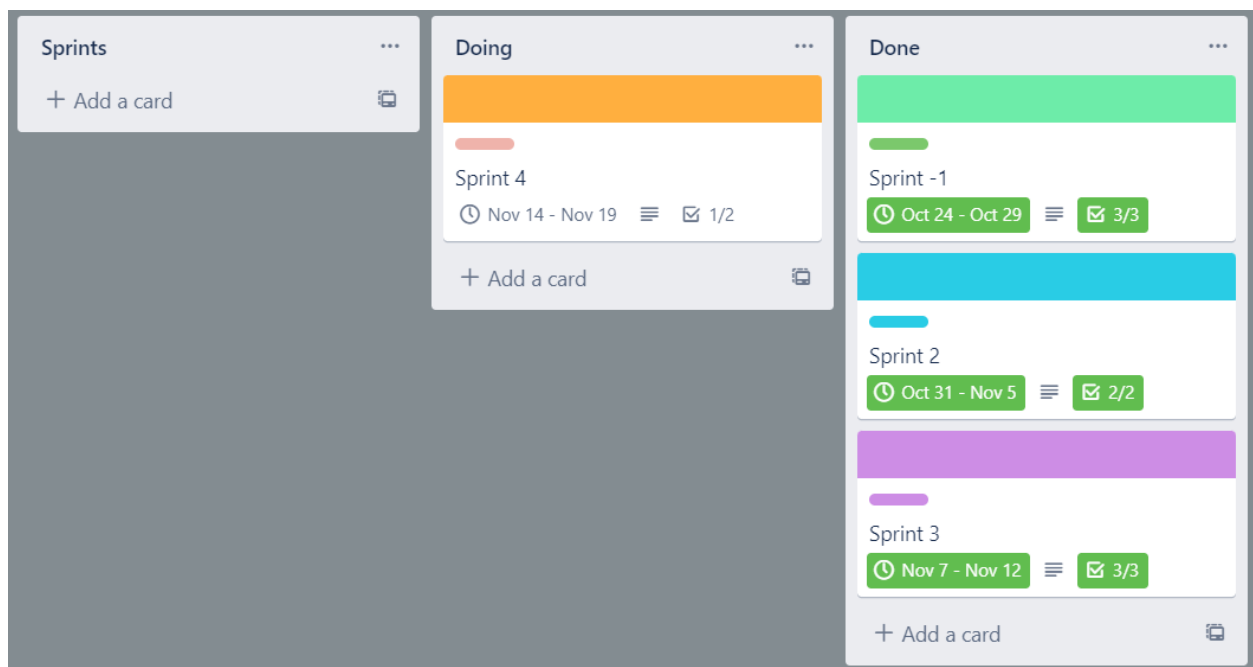 Sprints
Add a card
Doing
Sprint 4
Nov 14 - Nov 19 1/2
Add a card
Done
Sprint -1
Oct 24 - Oct 29 3/3
Sprint 2
Oct 31 - Nov 5 2/2
Sprint 3
Nov 7 - Nov 12 3/3
Add a card